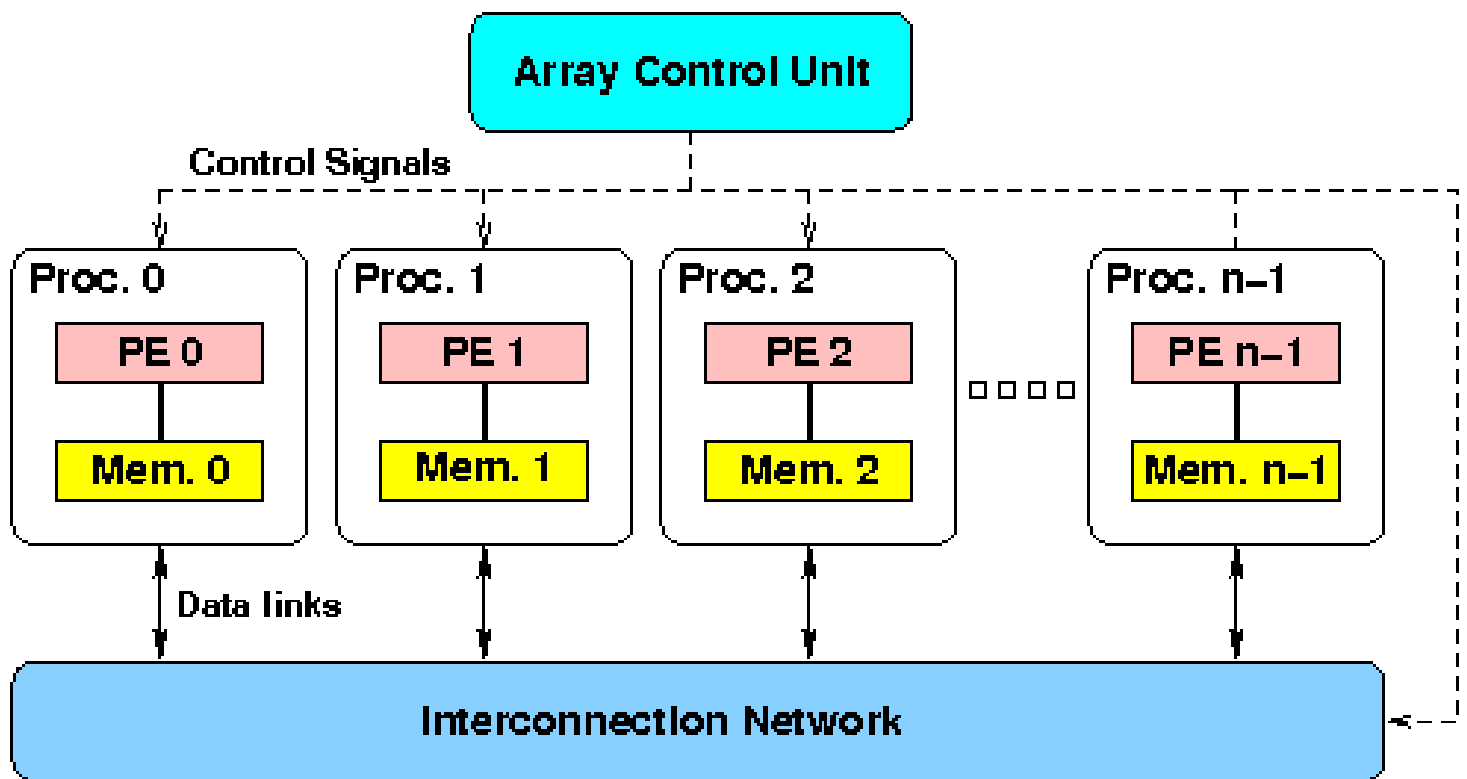 Array Control Unit
Control Signals
Proc. 0
Proc. 1
Proc. 2
Proc. n−1
PE 0
PE 1
PE 2
PE n−1
Mem. 0
Mem. 1
Mem. 2
Mem. n−1
Data links
Interconnection Network